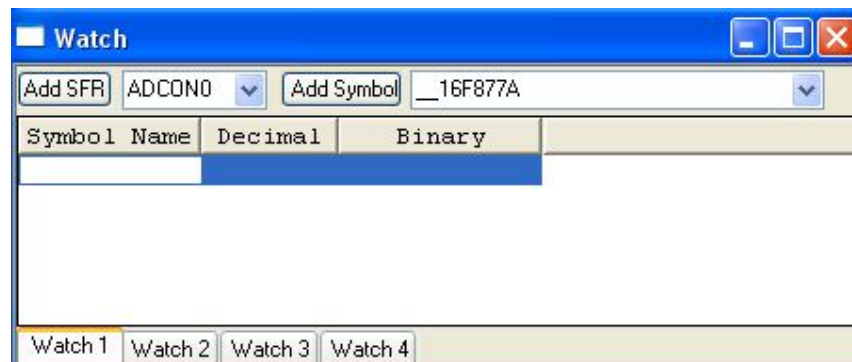 Watch
Add SFR ADCON0 Add Symbol __16F877A
Symbol Name Decimal Binary
Watch 1 Watch 2 Watch 3 Watch 4